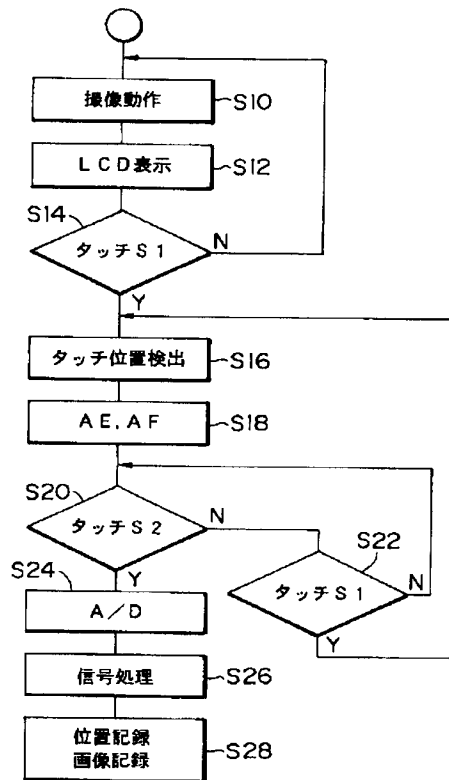 撮像動作
S10
LCD表示
S12
S14
タッチS1
N
Y
タッチ位置検出
S16
AE,AF
S18
S20
タッチS2
N
Y
S22
タッチS1
N
Y
S24
A/D
信号処理
S26
位置記録
画像記録
S28